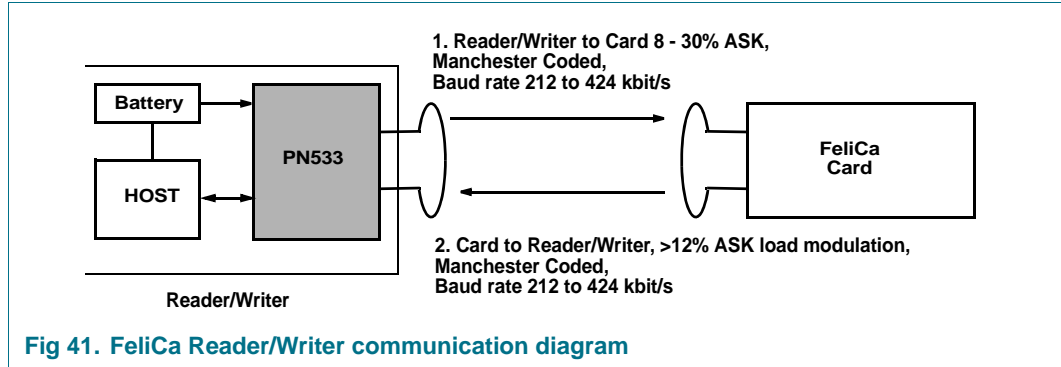 1. Reader/Writer to Card 8 - 30% ASK,
Manchester Coded,
Baud rate 212 to 424 kbit/s
Battery
PN533
HOST
FeliCa
Card
2. Card to Reader/Writer, >12% ASK load modulation,
Manchester Coded,
Baud rate 212 to 424 kbit/s
Reader/Writer
Fig 41. FeliCa Reader/Writer communication diagram